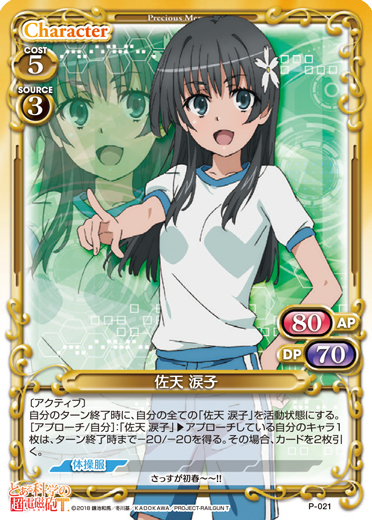 Precious Mem
Character
COST
5
SOURCE
3
80 AP
DP 70
佐天 涙子
[アクティブ]
自分のターン終了時に、自分の全ての「佐天 涙子」を活動状態にする。
[アプローチ/自分]:「佐天 涙子」▶アプローチしている自分のキャラ1
枚は、ターン終了時まで−20/−20を得る。その場合、カードを2枚引
く。
体操服
さっすが初春〜〜!!
とある科学の
超電磁砲T
©2018 鎌池和馬/冬川基/KADOKAWA/PROJECT-RAILGUN T
P-021